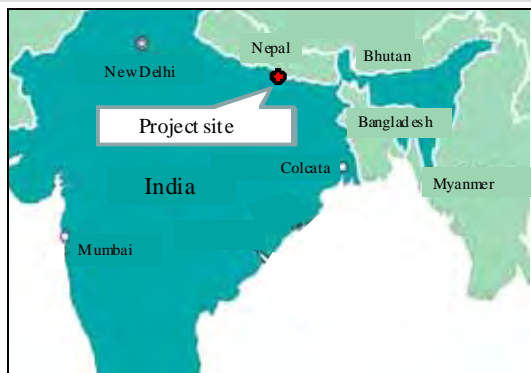 Nepal
Bhutan
New Delhi
Project site
Bangladesh
Colcata
India
Myanmer
Mumbai